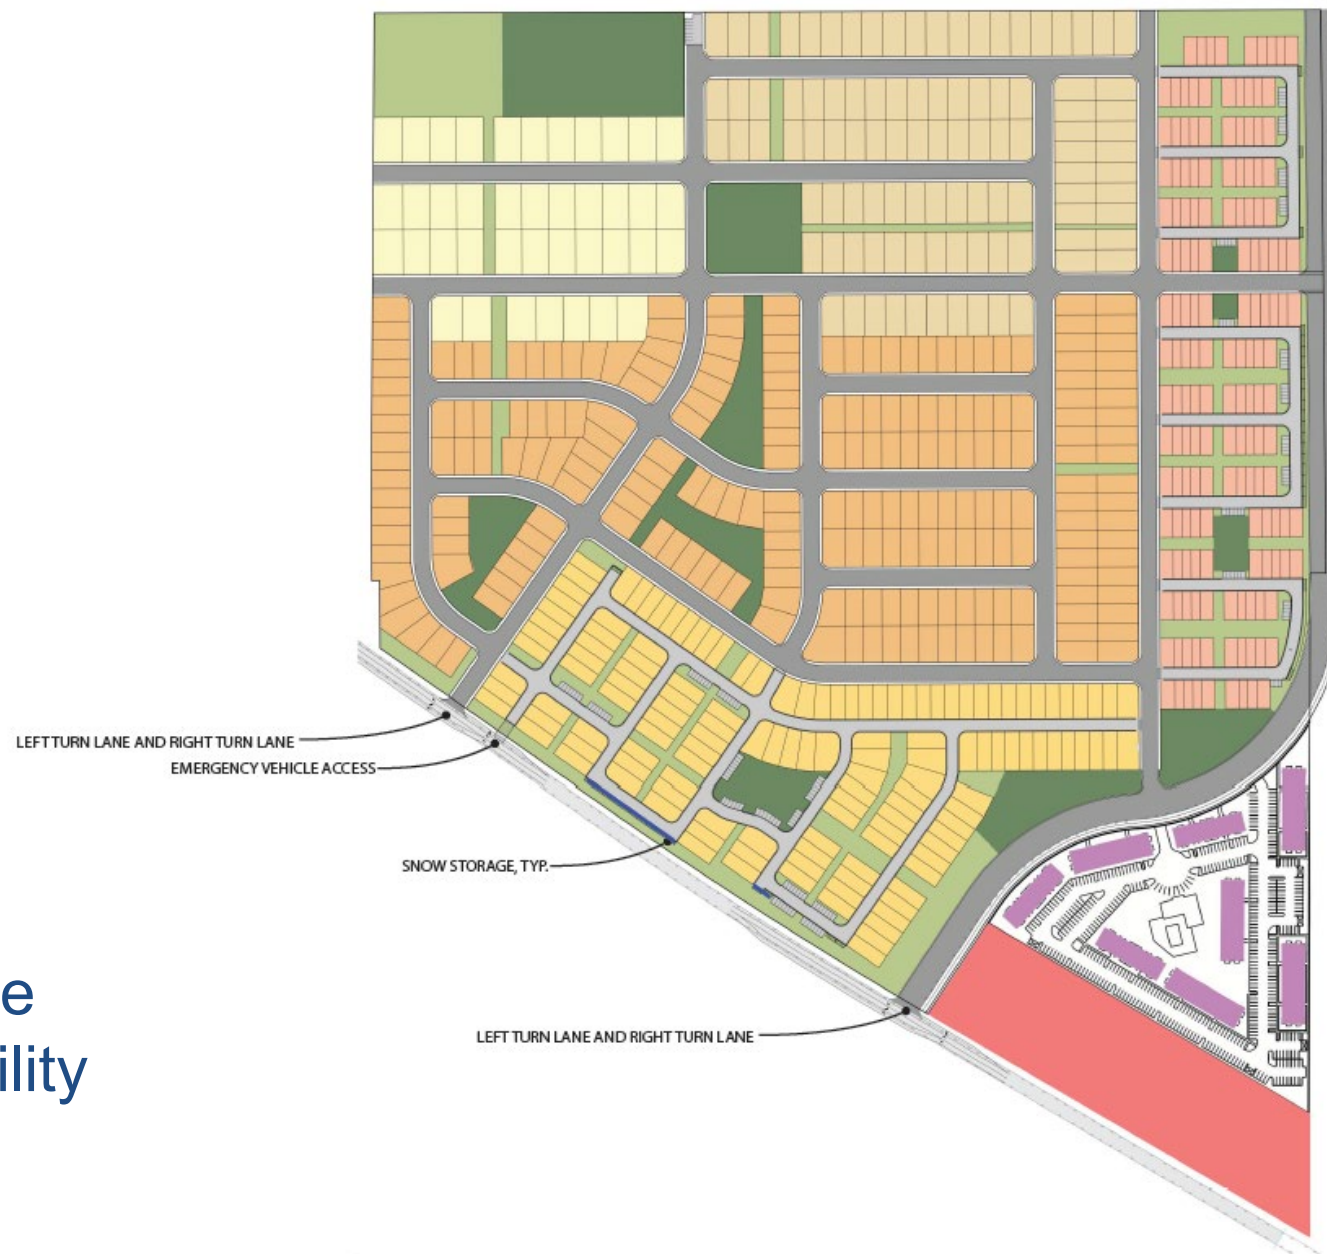 LEFT TURN LANE AND RIGHT TURN LANE
EMERGENCY VEHICLE ACCESS
SNOW STORAGE, TYP.
e
ility
LEFT TURN LANE AND RIGHT TURN LANE